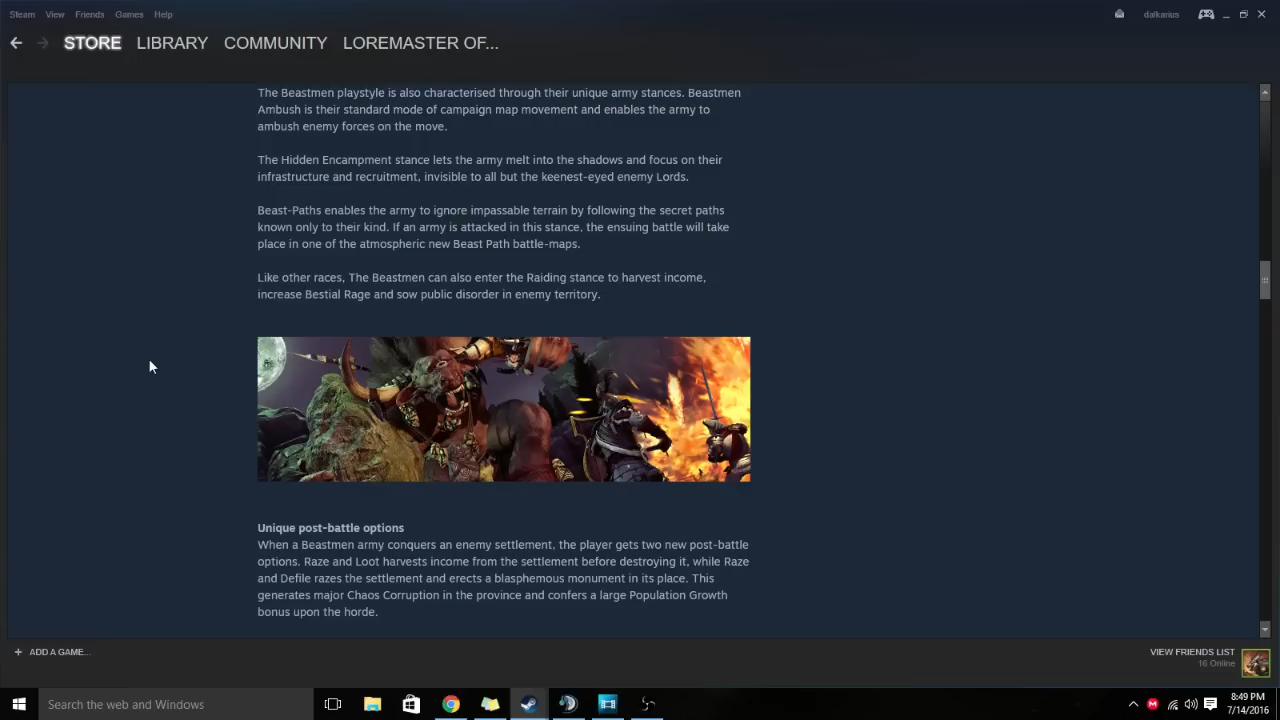 Steam View Friends Games Help
dalkarius
STORE LIBRARY COMMUNITY LOREMASTER OF...
The Beastmen playstyle is also characterised through their unique army stances. Beastmen
Ambush is their standard mode of campaign map movement and enables the army to
ambush enemy forces on the move.
The Hidden Encampment stance lets the army melt into the shadows and focus on their
infrastructure and recruitment, invisible to all but the keenest-eyed enemy Lords.
Beast-Paths enables the army to ignore impassable terrain by following the secret paths
known only to their kind. If an army is attacked in this stance, the ensuing battle will take
place in one of the atmospheric new Beast Path battle-maps.
Like other races, The Beastmen can also enter the Raiding stance to harvest income,
increase Bestial Rage and sow public disorder in enemy territory.
Unique post-battle options
When a Beastmen army conquers an enemy settlement, the player gets two new post-battle
options. Raze and Loot harvests income from the settlement before destroying it, while Raze
and Defile razes the settlement and erects a blasphemous monument in its place. This
generates major Chaos Corruption in the province and confers a large Population Growth
bonus upon the horde.
+ ADD A GAME...
VIEW FRIENDS LIST
16 Online
Search the web and Windows
8:49 PM
7/14/2016